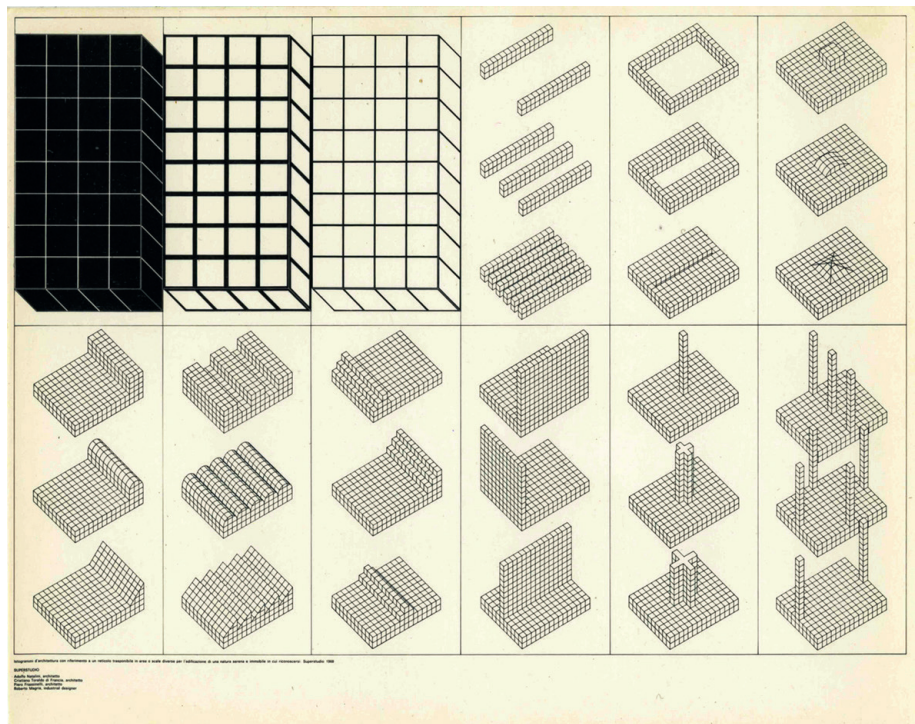 Istogrammi d'architettura con riferimento a un reticolo trasponibile in aree o scale diverse per l'edificazione di una natura serena e immobile in cui riconoscersi. Superstudio 1969
SUPERSTUDIO
Adolfo Natalini, architetto
Cristiano Toraldo di Francia, architetto
Piero Frassinelli, architetto
Roberto Magris, industrial designer